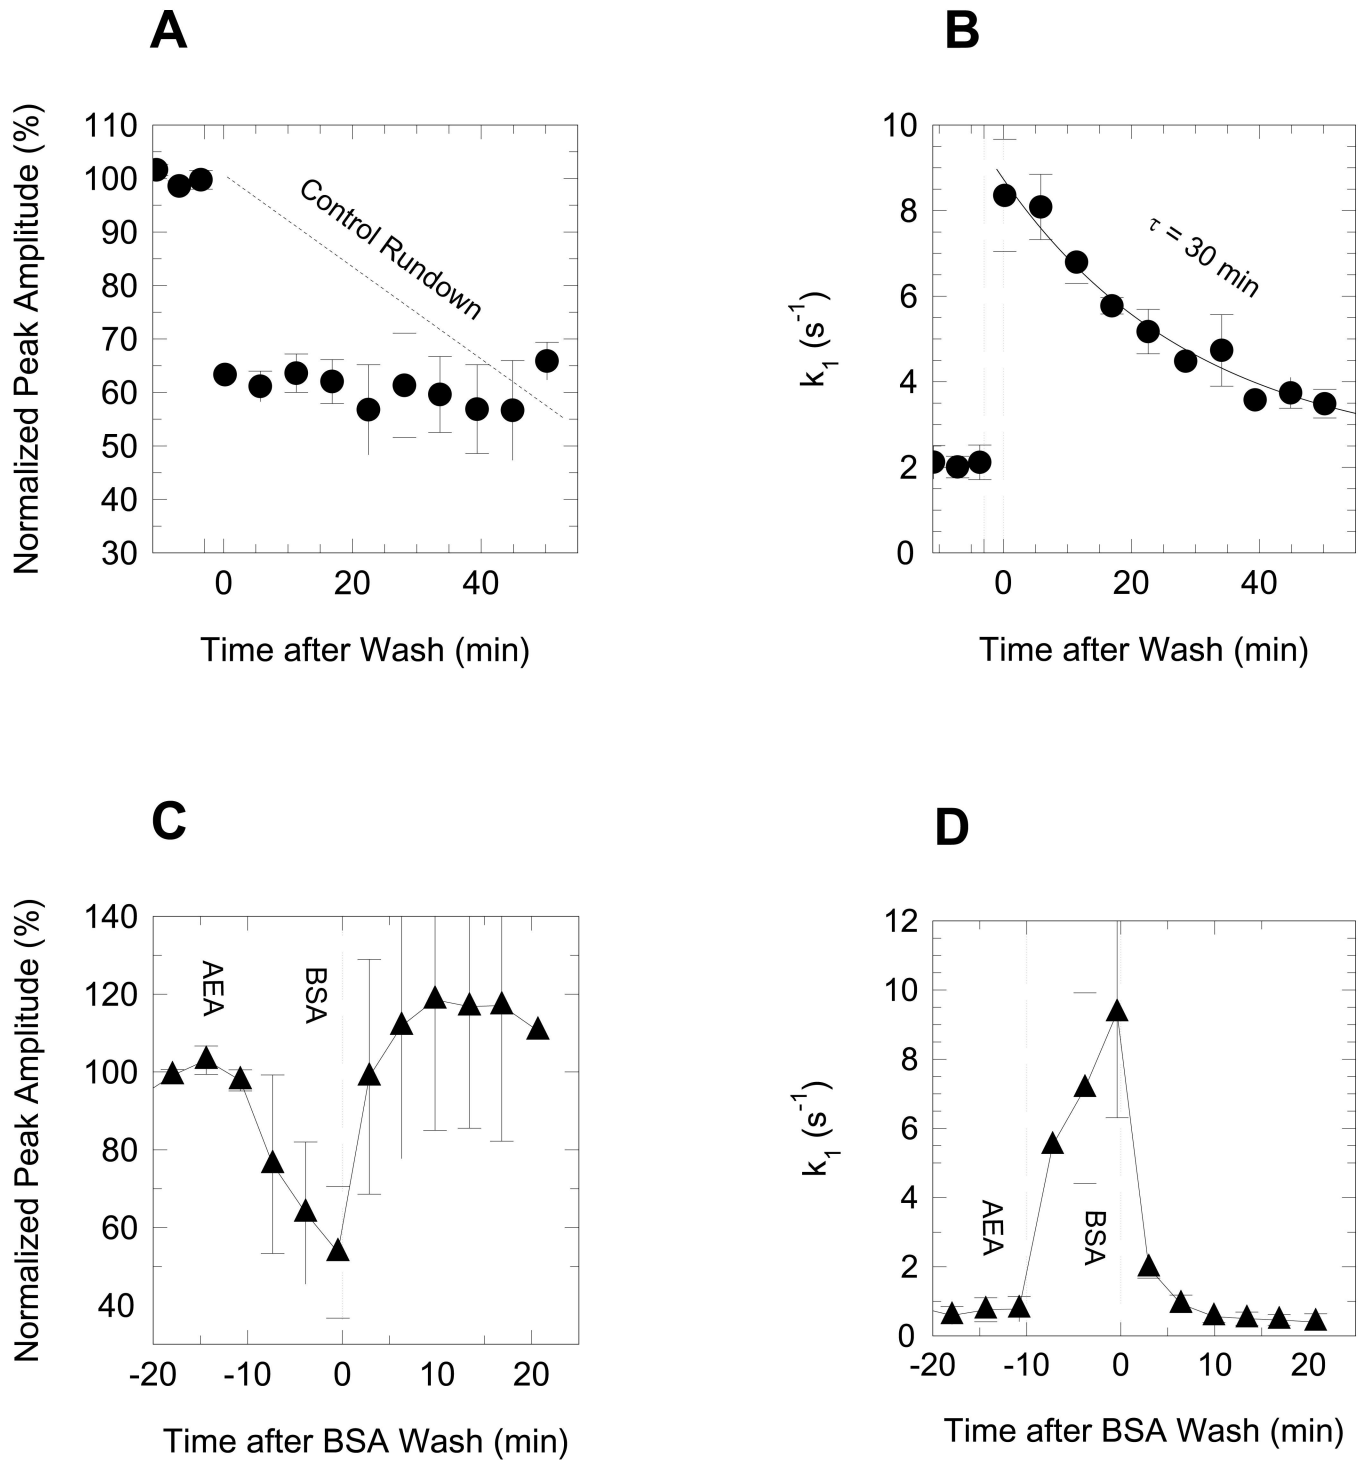 A
Normalized Peak Amplitude (%)
110
100
90
80
70
60
50
40
30
Control Rundown
0
20
40
Time after Wash (min)
B
k1 (s-1)
10
8
6
4
2
0
τ = 30 min
0
20
40
Time after Wash (min)
C
Normalized Peak Amplitude (%)
140
120
100
80
60
40
AEA
BSA
-20
-10
0
10
20
Time after BSA Wash (min)
D
k1 (s-1)
12
10
8
6
4
2
0
AEA
BSA
-20
-10
0
10
20
Time after BSA Wash (min)